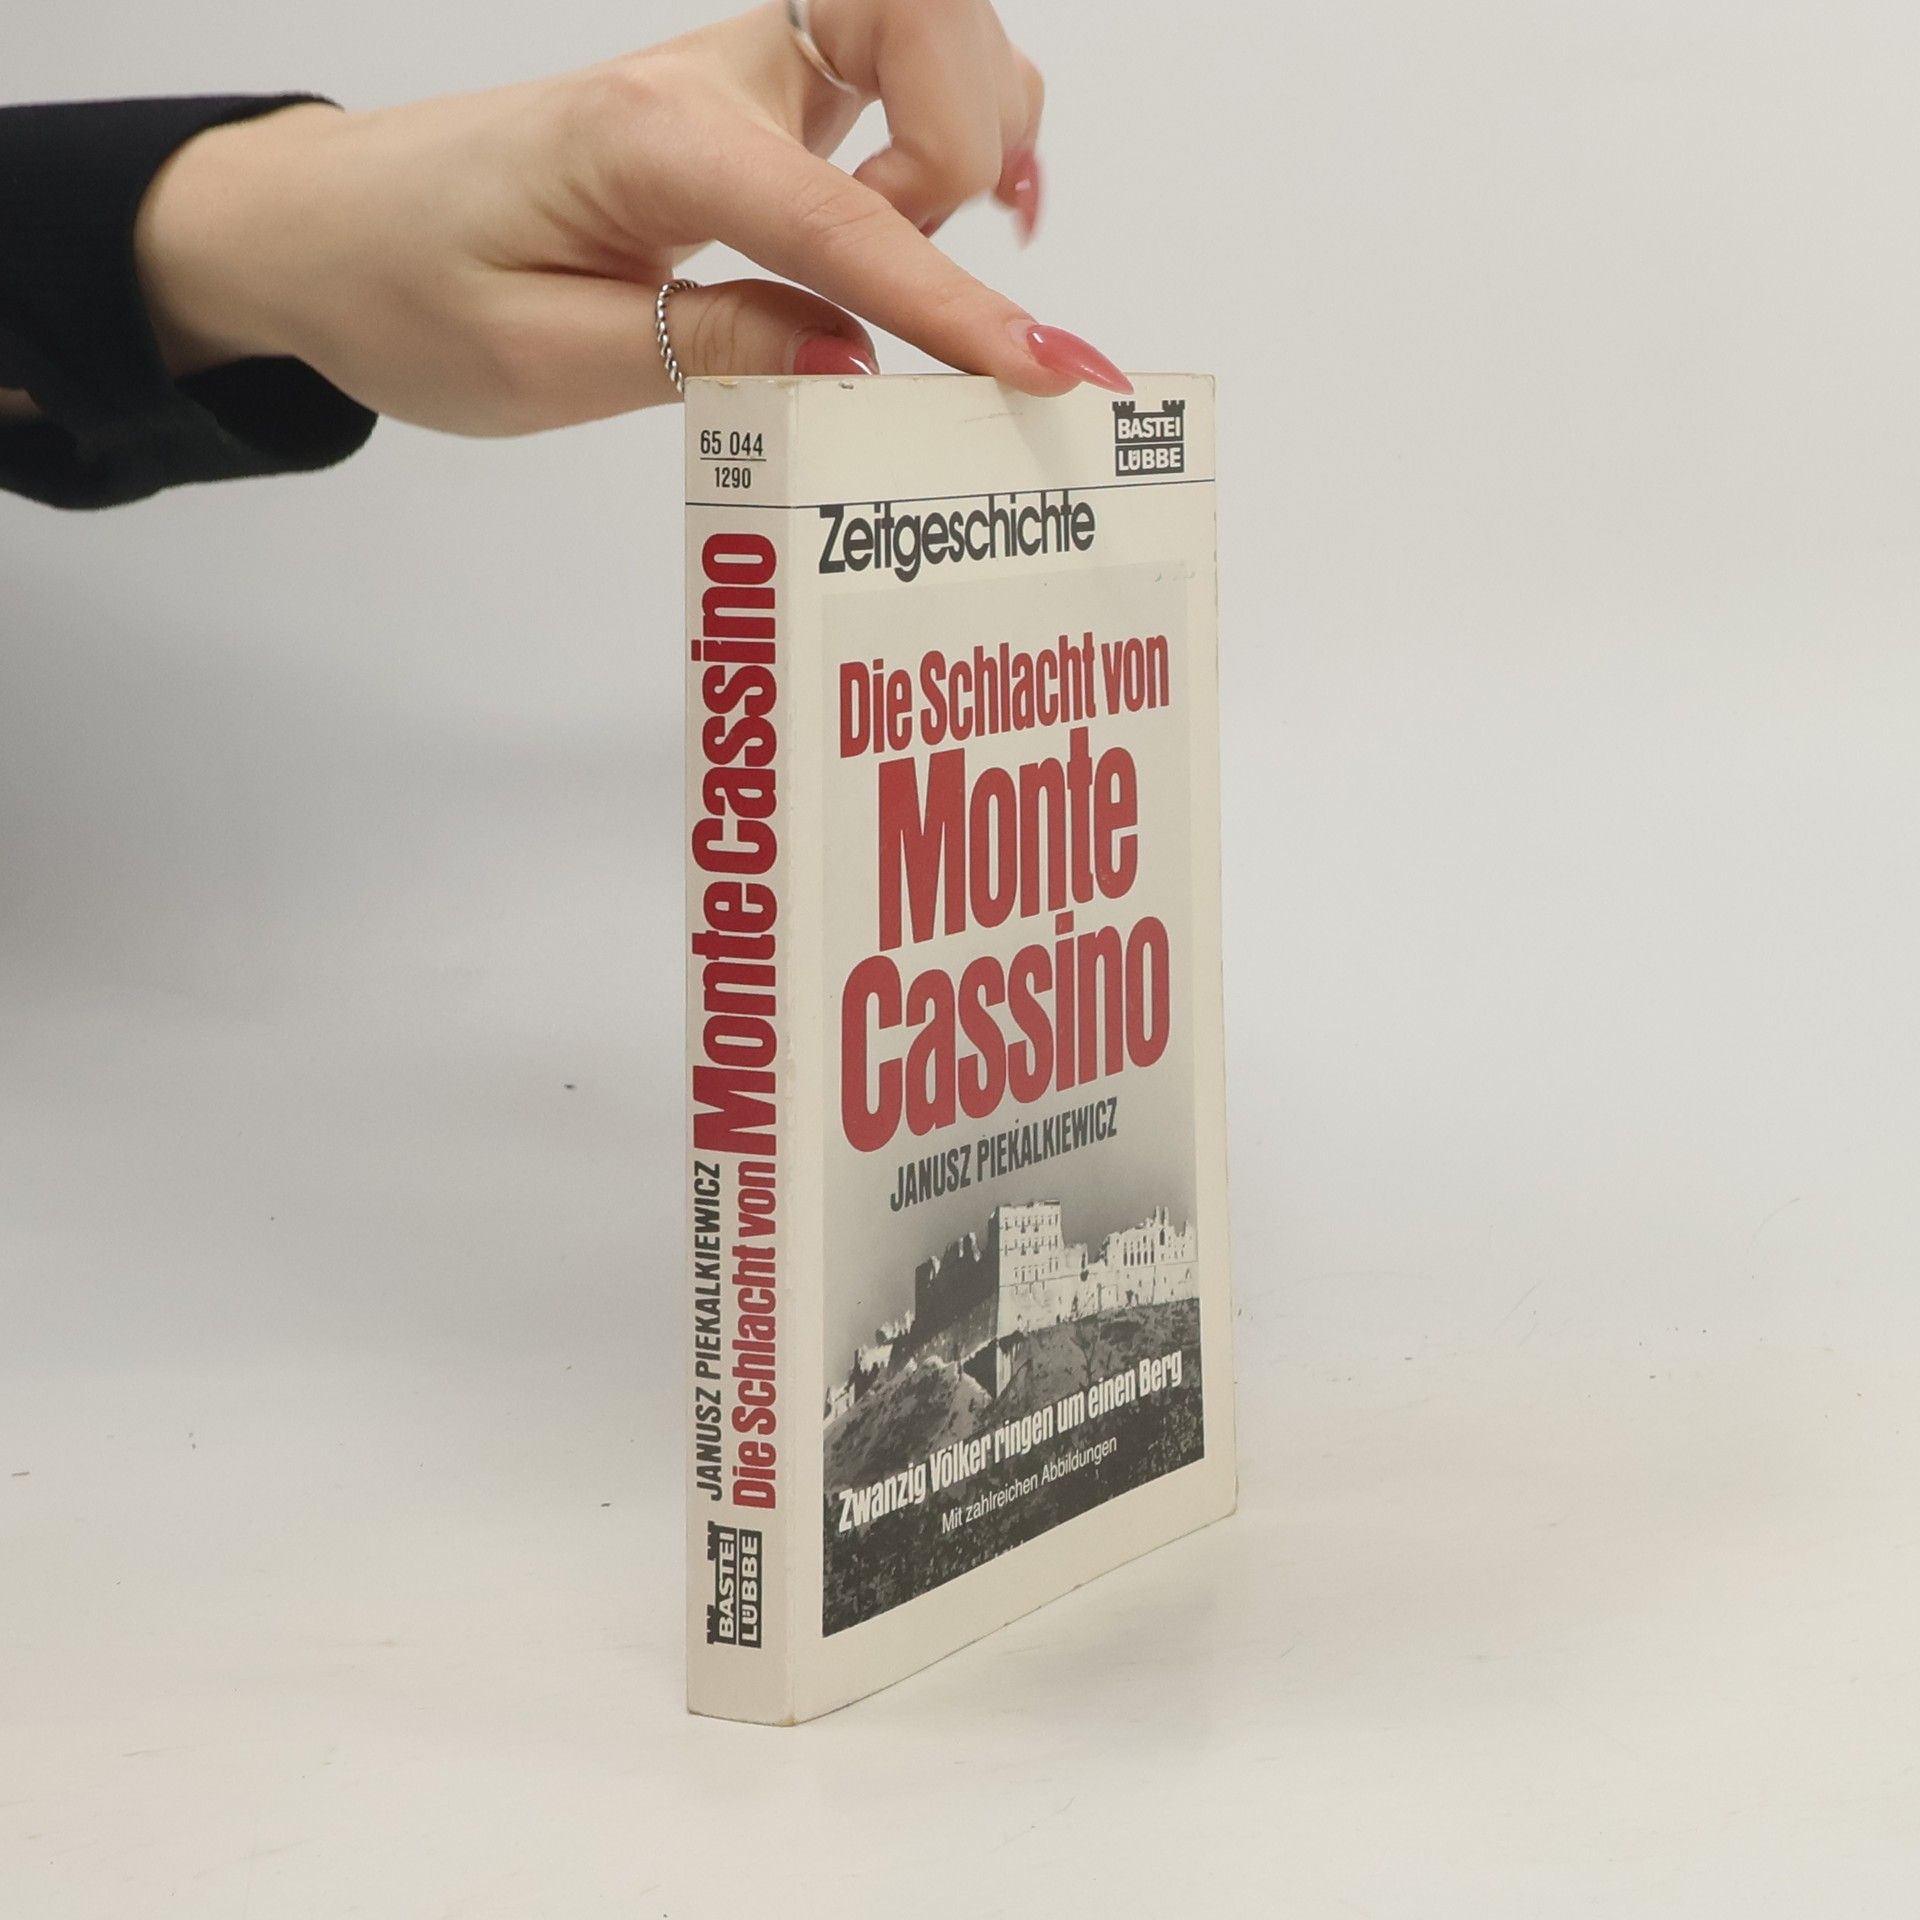 65 044
1290
JANUSZ PIEKALKIEWICZ
Die Schlacht von Monte Cassino
BASTEI
LÜBBE
BASTEI
LÜBBE
Zeitgeschichte
Die Schlacht von
Monte
Cassino
JANUSZ PIEKALKIEWICZ
Zwanzig Völker ringen um einen Berg
Mit zahlreichen Abbildungen